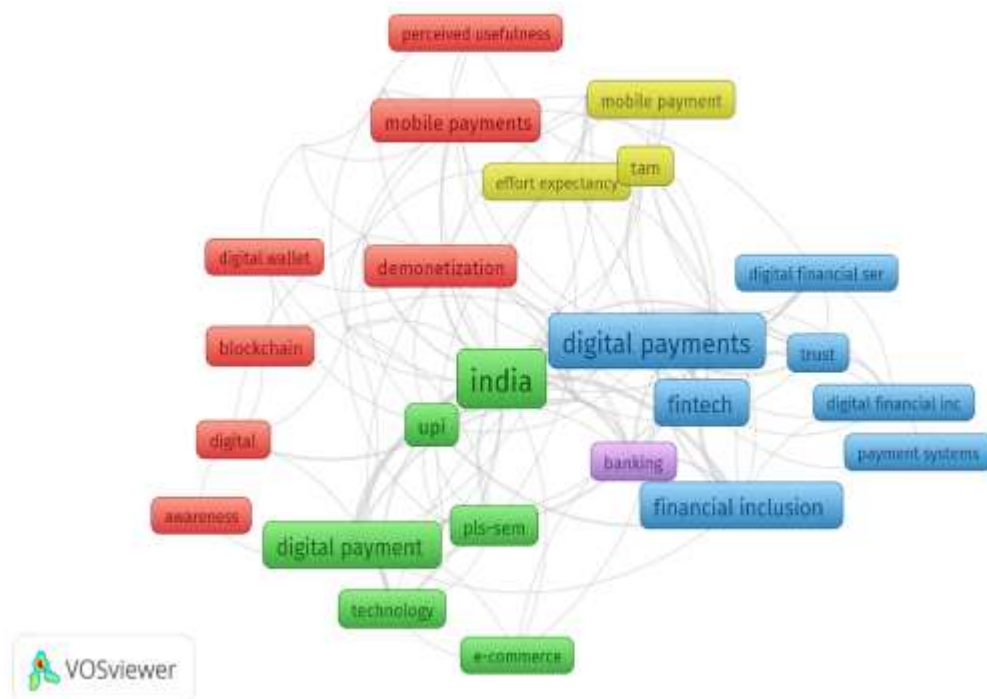 perceived usefulness
mobile payment
mobile payments
tam
effort expectancy
digital wallet
demonetization
digital financial ser
digital payments
blockchain
trust
india
fintech
digital financial inc
upi
digital
payment systems
banking
financial inclusion
awareness
pls-sem
digital payment
technology
e-commerce
VOSviewer